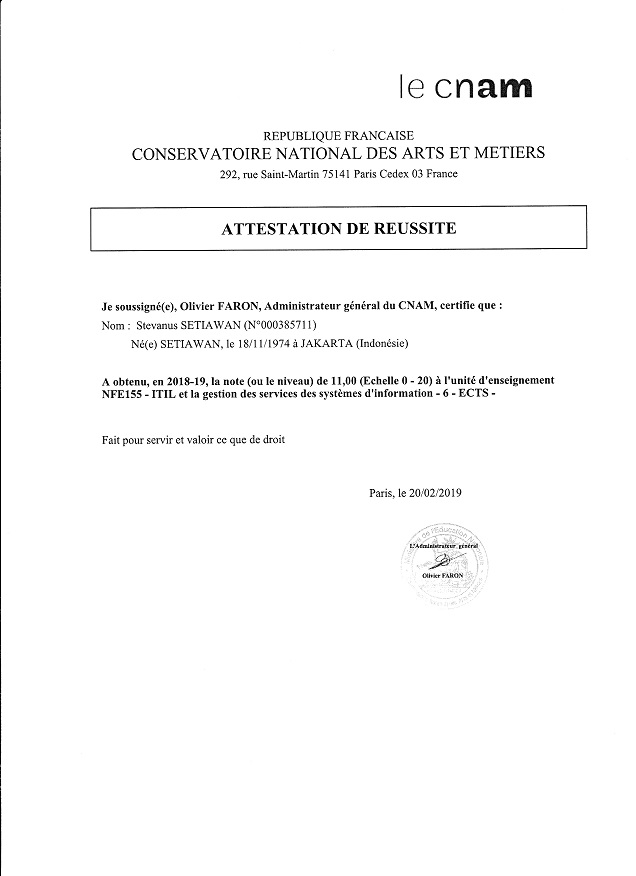 le cnam
REPUBLIQUE FRANCAISE
CONSERVATOIRE NATIONAL DES ARTS ET METIERS
292, rue Saint-Martin 75141 Paris Cedex 03 France
ATTESTATION DE REUSSITE
Je soussigné(e), Olivier FARON, Administrateur général du CNAM, certifie que :
Nom : Stevanus SETIAWAN (N°000385711)
Né(e) SETIAWAN, le 18/11/1974 à JAKARTA (Indonésie)
A obtenu, en 2018-19, la note (ou le niveau) de 11,00 (Echelle 0 - 20) à l'unité d'enseignement
NFE155 - ITIL et la gestion des services des systèmes d'information - 6 - ECTS -
Fait pour servir et valoir ce que de droit
Paris, le 20/02/2019
de l'Education
L'Administrateur général
Olivier FARON